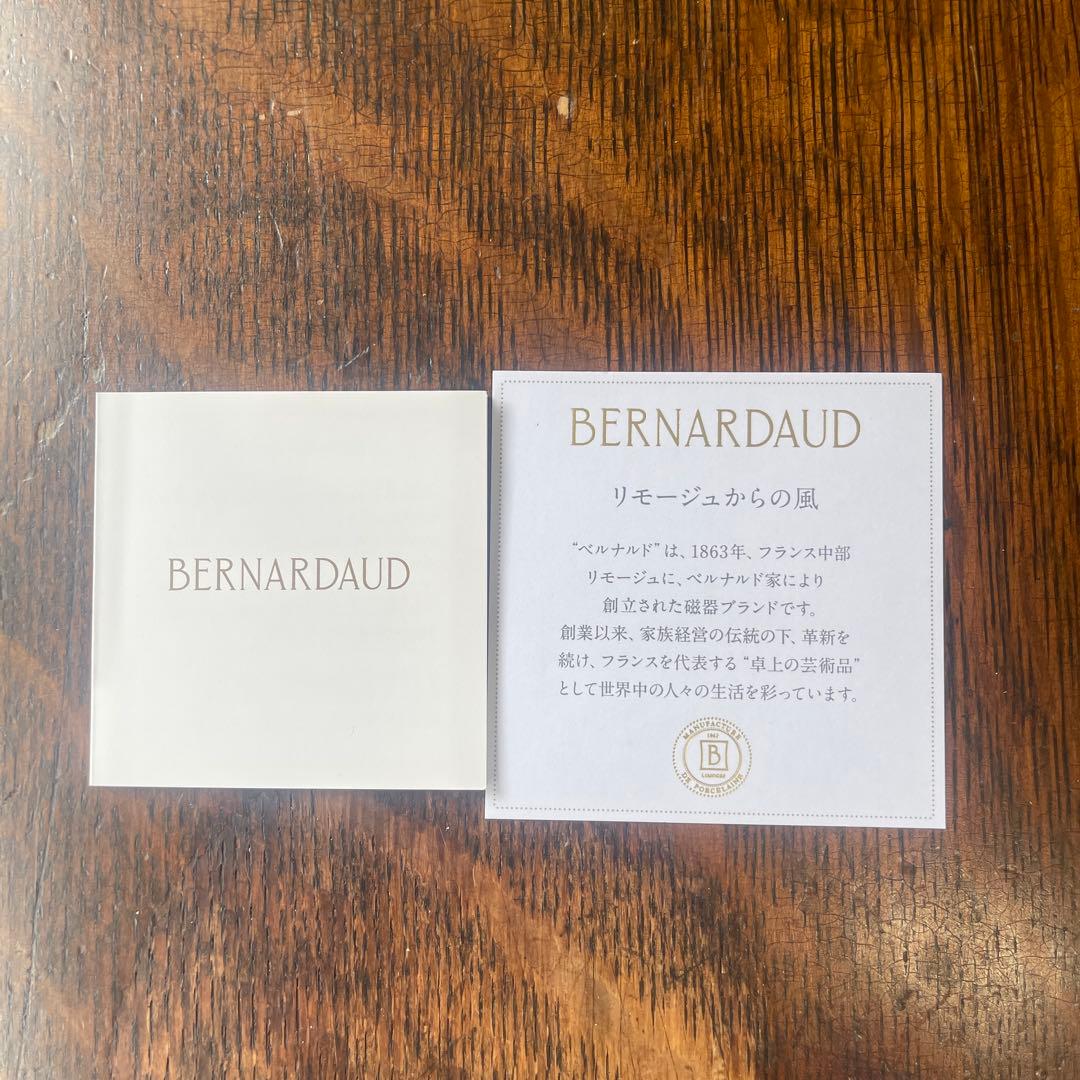 BERNARDAUD
BERNARDAUD
リモージュからの風
“ベルナルド”は、1863年、フランス中部
リモージュに、ベルナルド家により
創立された磁器ブランドです。
創業以来、家族経営の伝統の下、革新を
続け、フランスを代表する“卓上の芸術品”
として世界中の人々の生活を彩っています。
MANUFACTURE
B
LIMOGES
DE PORCELAINE